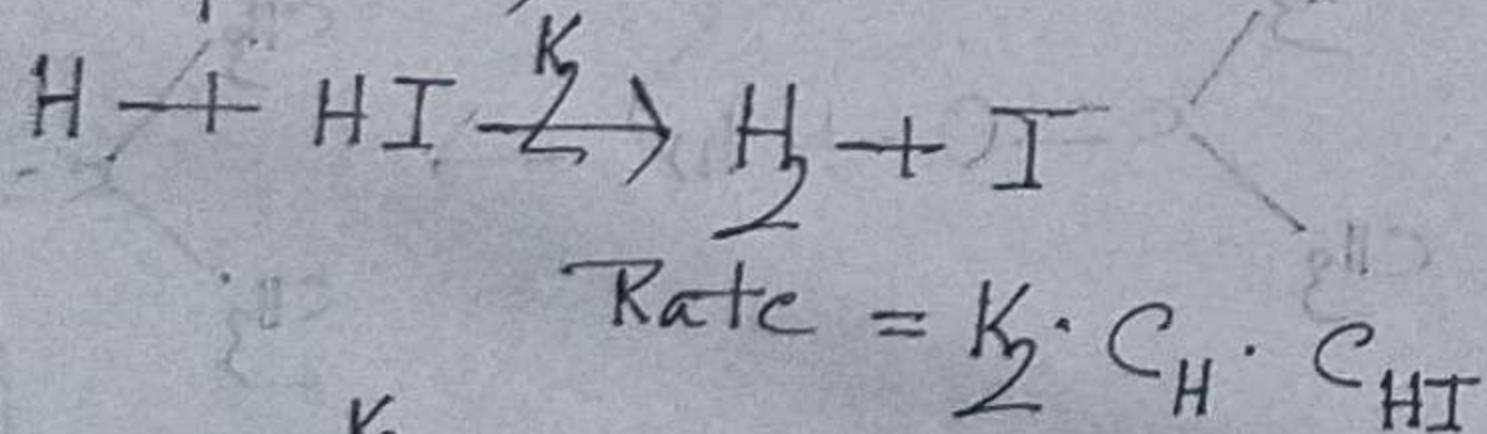 H + HI —K₂→ H₂ + I
Rate = K₂ · C_H · C_HI
K